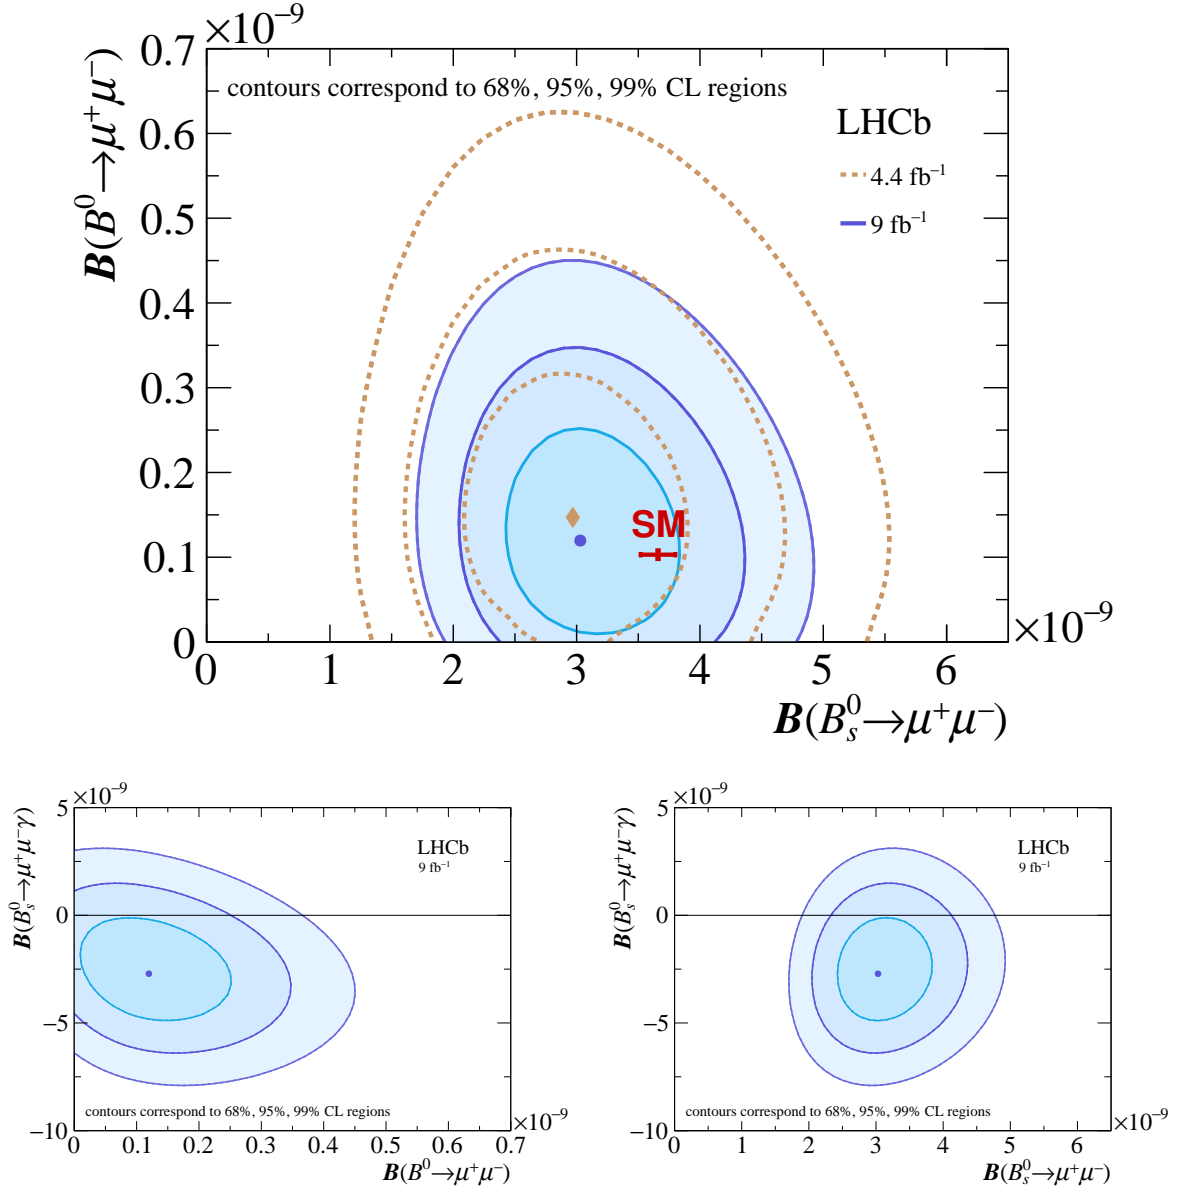 ×10⁻⁹
contours correspond to 68%, 95%, 99% CL regions
LHCb
4.4 fb⁻¹
9 fb⁻¹
SM
B(B⁰→μ⁺μ⁻)
0.7
0.6
0.5
0.4
0.3
0.2
0.1
0
0 1 2 3 4 5 6
×10⁻⁹
B(B⁰ₛ→μ⁺μ⁻)
×10⁻⁹
LHCb
9 fb⁻¹
B(B⁰ₛ→μ⁺μ⁻γ)
5
0
−5
−10
contours correspond to 68%, 95%, 99% CL regions
0 0.1 0.2 0.3 0.4 0.5 0.6 0.7
×10⁻⁹
B(B⁰→μ⁺μ⁻)
×10⁻⁹
LHCb
9 fb⁻¹
B(B⁰ₛ→μ⁺μ⁻γ)
5
0
−5
−10
contours correspond to 68%, 95%, 99% CL regions
0 1 2 3 4 5 6
×10⁻⁹
B(B⁰ₛ→μ⁺μ⁻)